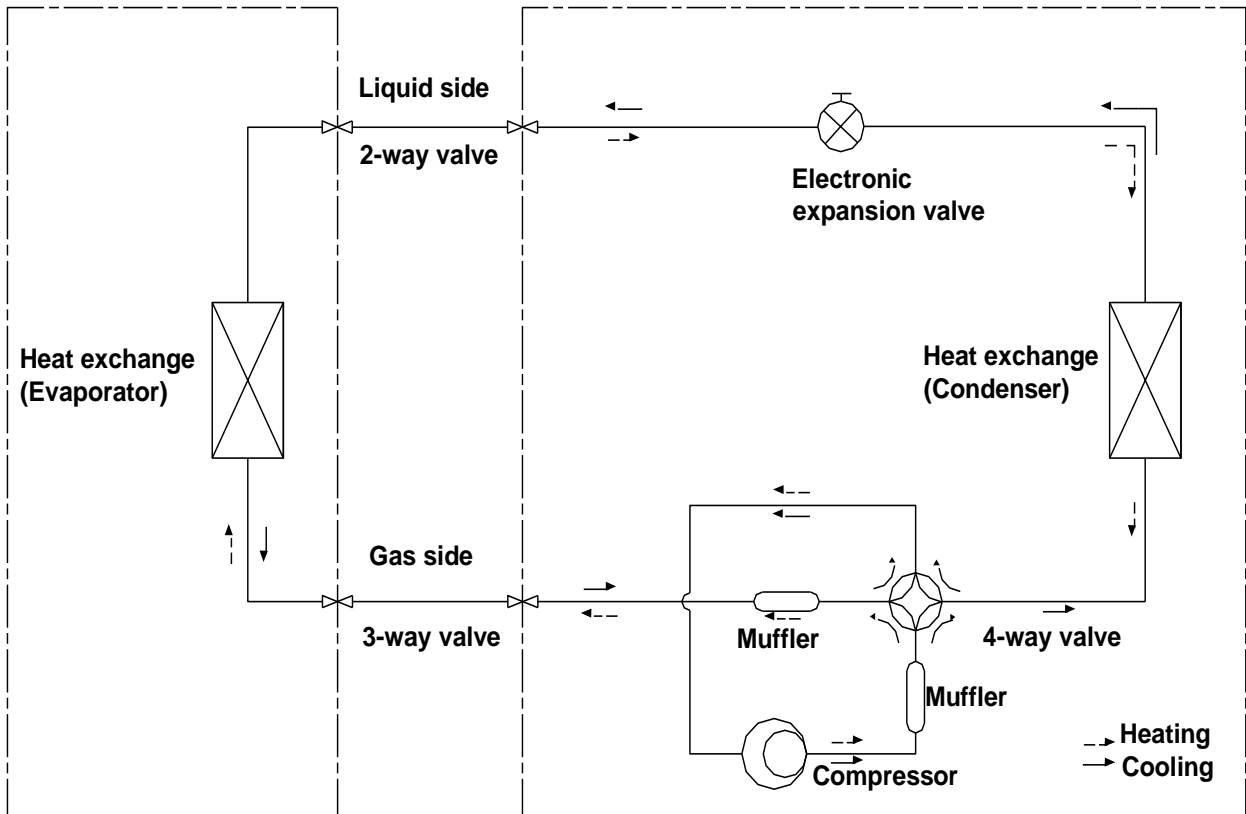 Liquid side
2-way valve
Electronic
expansion valve
Heat exchange
(Evaporator)
Heat exchange
(Condenser)
Gas side
3-way valve
Muffler
4-way valve
Muffler
Compressor
Heating
Cooling